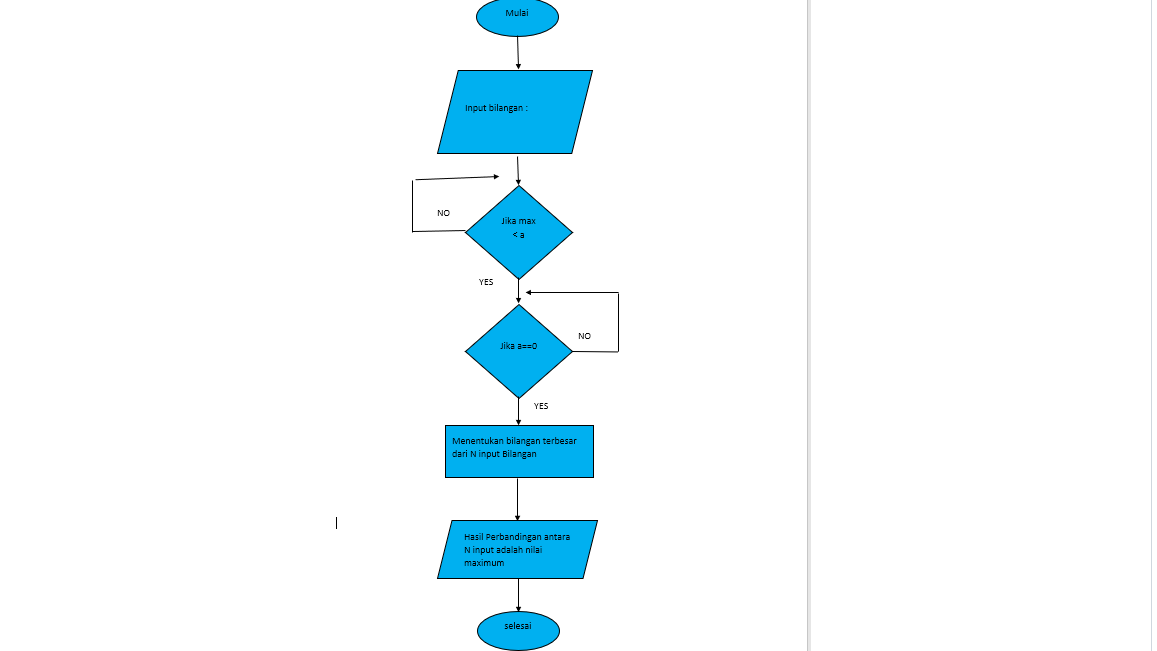 Mulai
Input bilangan :
NO
Jika max
< a
YES
NO
Jika a==0
YES
Menentukan bilangan terbesar
dari N input Bilangan
Hasil Perbandingan antara
N input adalah nilai
maximum
selesai